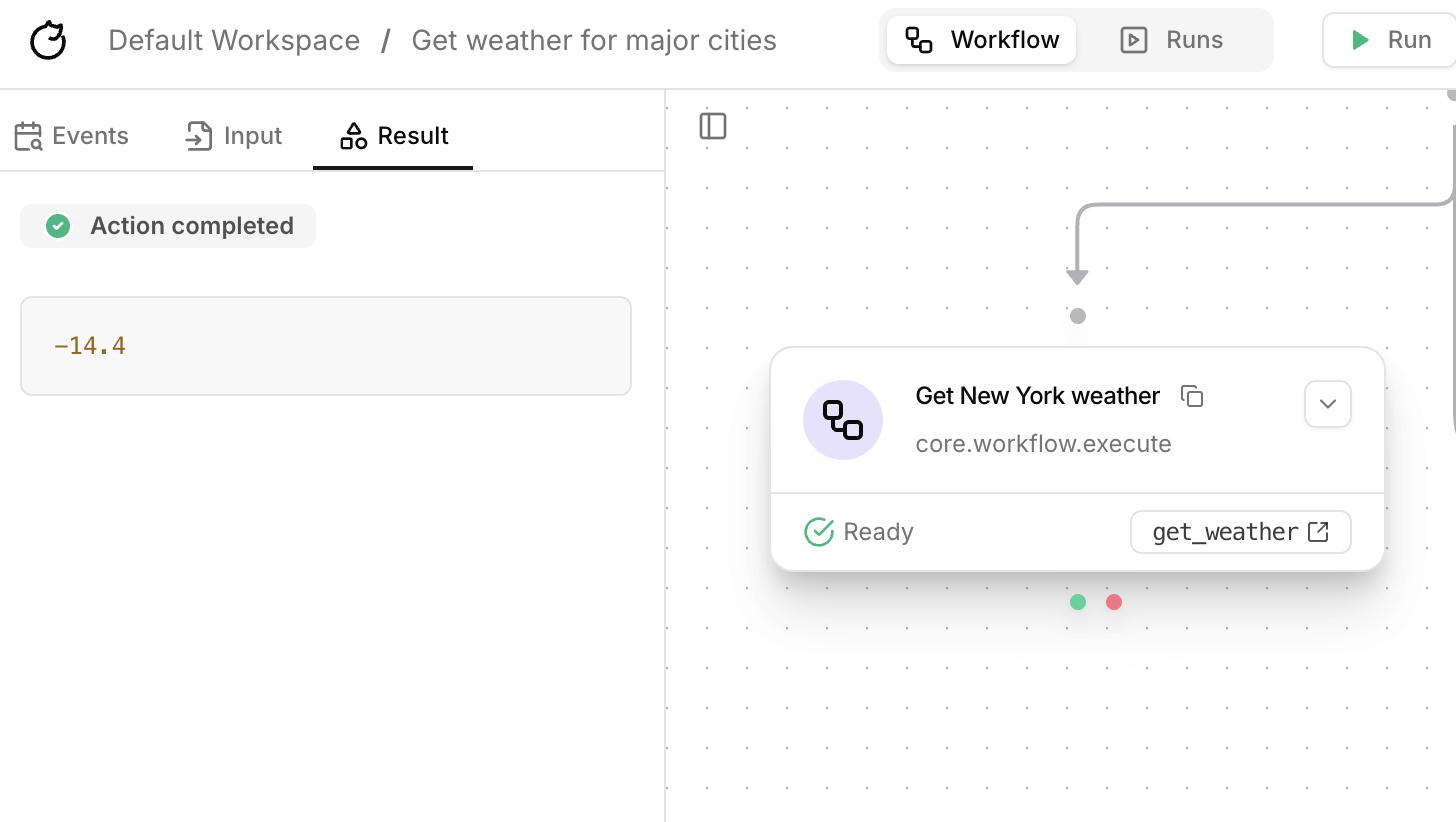 Default Workspace / Get weather for major cities
Workflow
Runs
Run
Events
Input
Result
Action completed
-14.4
Get New York weather
core.workflow.execute
Ready
get_weather